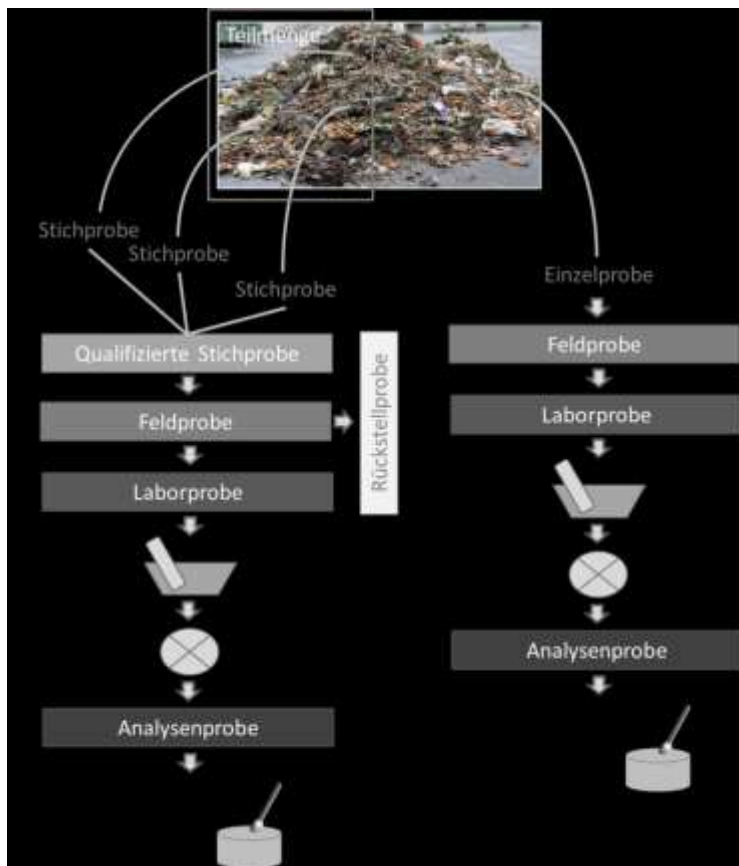 Teilmenge
Stichprobe
Stichprobe
Stichprobe
Einzelprobe
Qualifizierte Stichprobe
Feldprobe
Rückstellprobe
Feldprobe
Laborprobe
Laborprobe
Analysenprobe
Analysenprobe